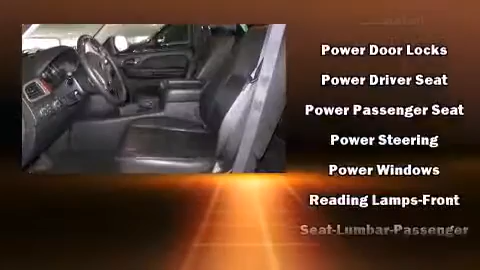 Power Door Locks
Power Driver Seat
Power Passenger Seat
Power Steering
Power Windows
Reading Lamps-Front
Seat-Lumbar-Passenger